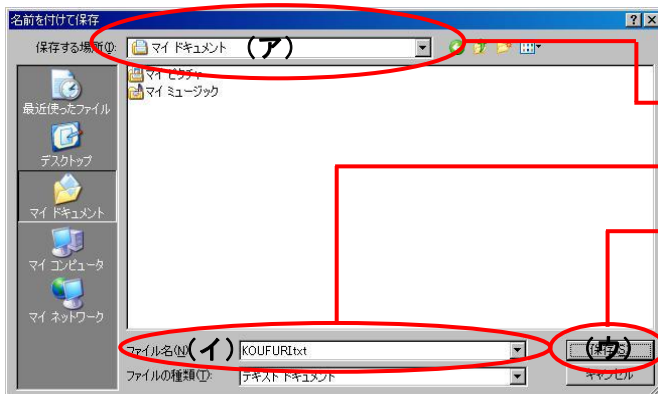 名前を付けて保存
保存する場所(I):
マイ ドキュメント
(ア)
マイ ピクチャ
マイ ミュージック
最近使ったファイル
デスクトップ
マイ ドキュメント
マイ コンピュータ
マイ ネットワーク
ファイル名(N)
(イ)
KOUFURItxt
(ウ)
保存(S)
ファイルの種類(T):
テキスト ドキュメント
キャンセル